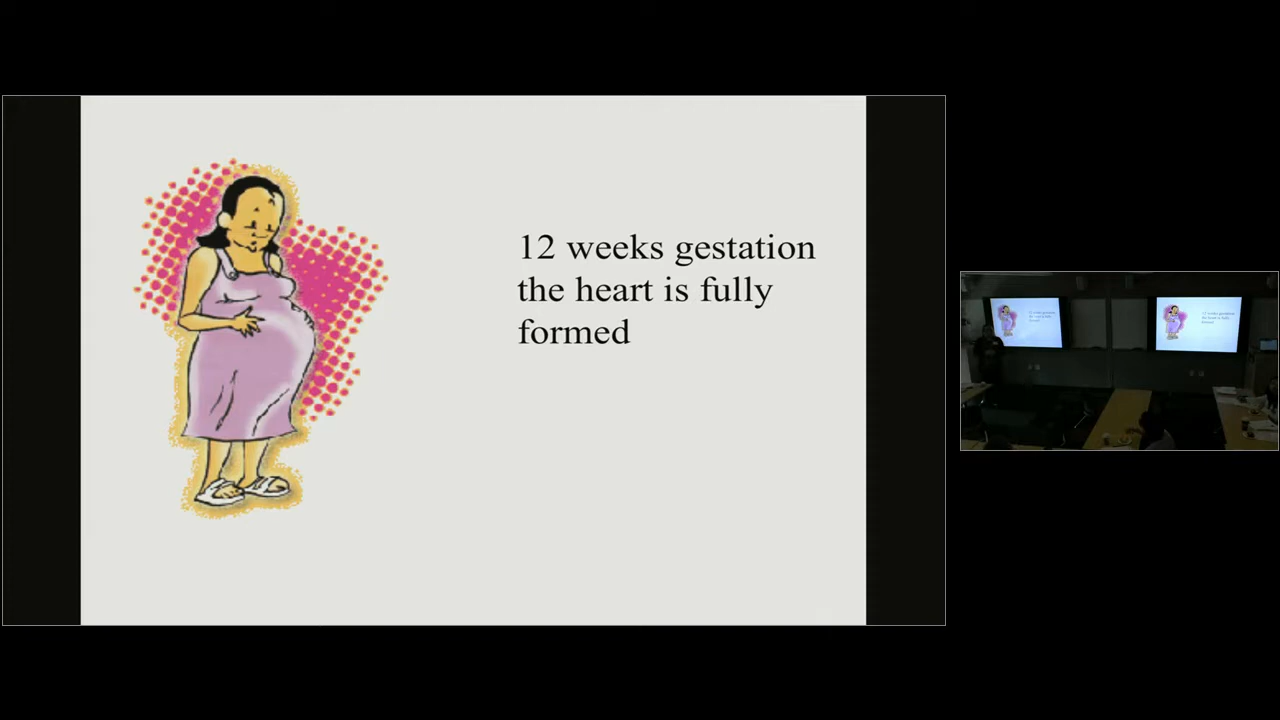 12 weeks gestation
the heart is fully
formed